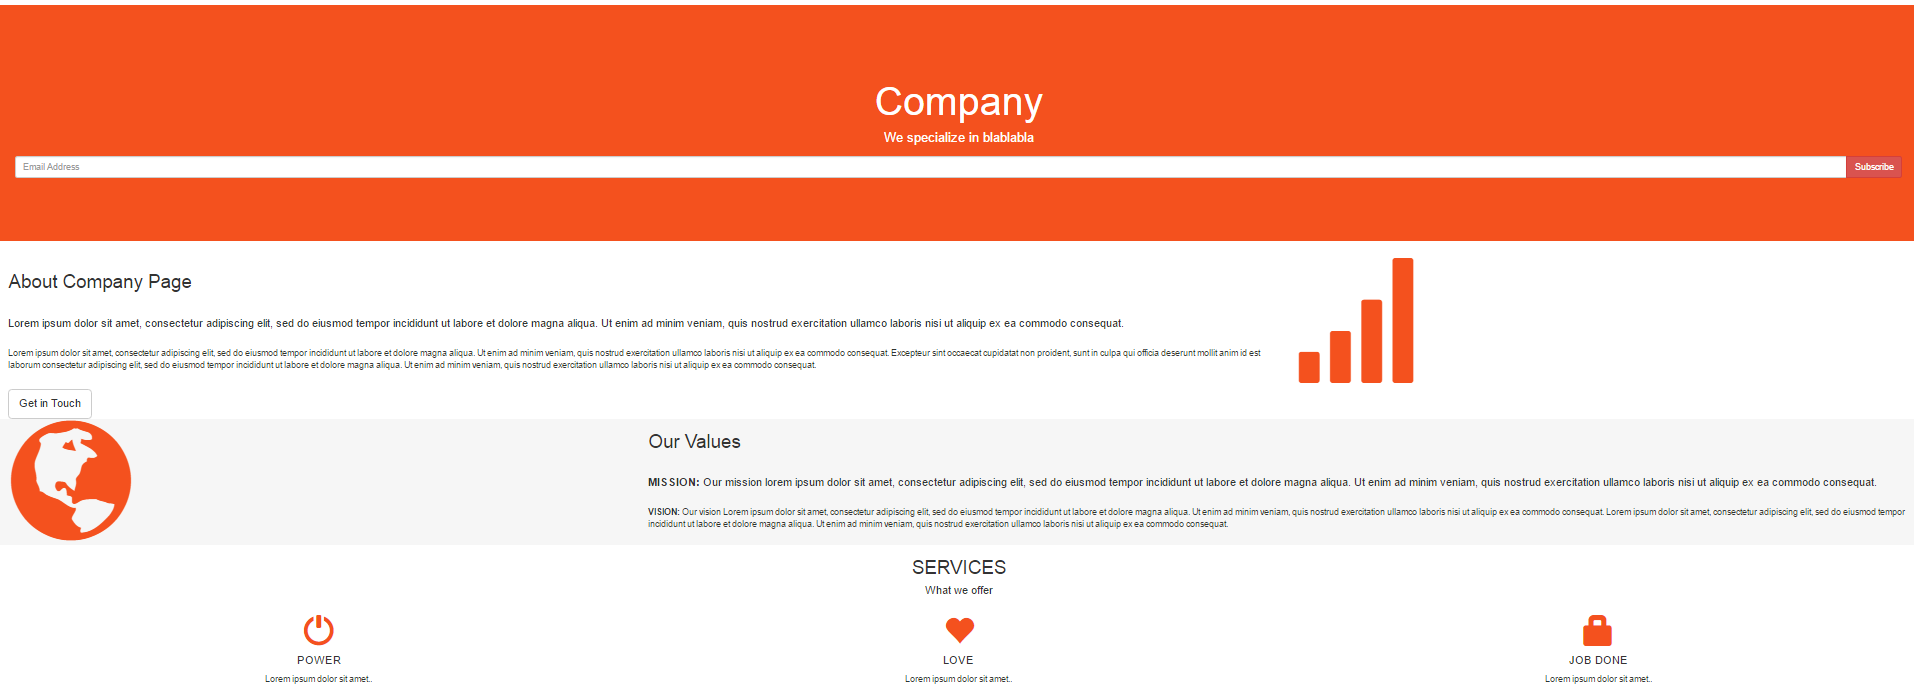 Company
We specialize in blablabla
Email Address
Subscribe
About Company Page
Lorem ipsum dolor sit amet, consectetur adipiscing elit, sed do eiusmod tempor incididunt ut labore et dolore magna aliqua. Ut enim ad minim veniam, quis nostrud exercitation ullamco laboris nisi ut aliquip ex ea commodo consequat.
Lorem ipsum dolor sit amet, consectetur adipiscing elit, sed do eiusmod tempor incididunt ut labore et dolore magna aliqua. Ut enim ad minim veniam, quis nostrud exercitation ullamco laboris nisi ut aliquip ex ea commodo consequat. Excepteur sint occaecat cupidatat non proident, sunt in culpa qui officia deserunt mollit anim id est
laborum consectetur adipiscing elit, sed do eiusmod tempor incididunt ut labore et dolore magna aliqua. Ut enim ad minim veniam, quis nostrud exercitation ullamco laboris nisi ut aliquip ex ea commodo consequat.
Get in Touch
Our Values
MISSION: Our mission lorem ipsum dolor sit amet, consectetur adipiscing elit, sed do eiusmod tempor incididunt ut labore et dolore magna aliqua. Ut enim ad minim veniam, quis nostrud exercitation ullamco laboris nisi ut aliquip ex ea commodo consequat.
VISION: Our vision Lorem ipsum dolor sit amet, consectetur adipiscing elit, sed do eiusmod tempor incididunt ut labore et dolore magna aliqua. Ut enim ad minim veniam, quis nostrud exercitation ullamco laboris nisi ut aliquip ex ea commodo consequat. Lorem ipsum dolor sit amet, consectetur adipiscing elit, sed do eiusmod tempor
incididunt ut labore et dolore magna aliqua. Ut enim ad minim veniam, quis nostrud exercitation ullamco laboris nisi ut aliquip ex ea commodo consequat.
SERVICES
What we offer
POWER
LOVE
JOB DONE
Lorem ipsum dolor sit amet..
Lorem ipsum dolor sit amet..
Lorem ipsum dolor sit amet..